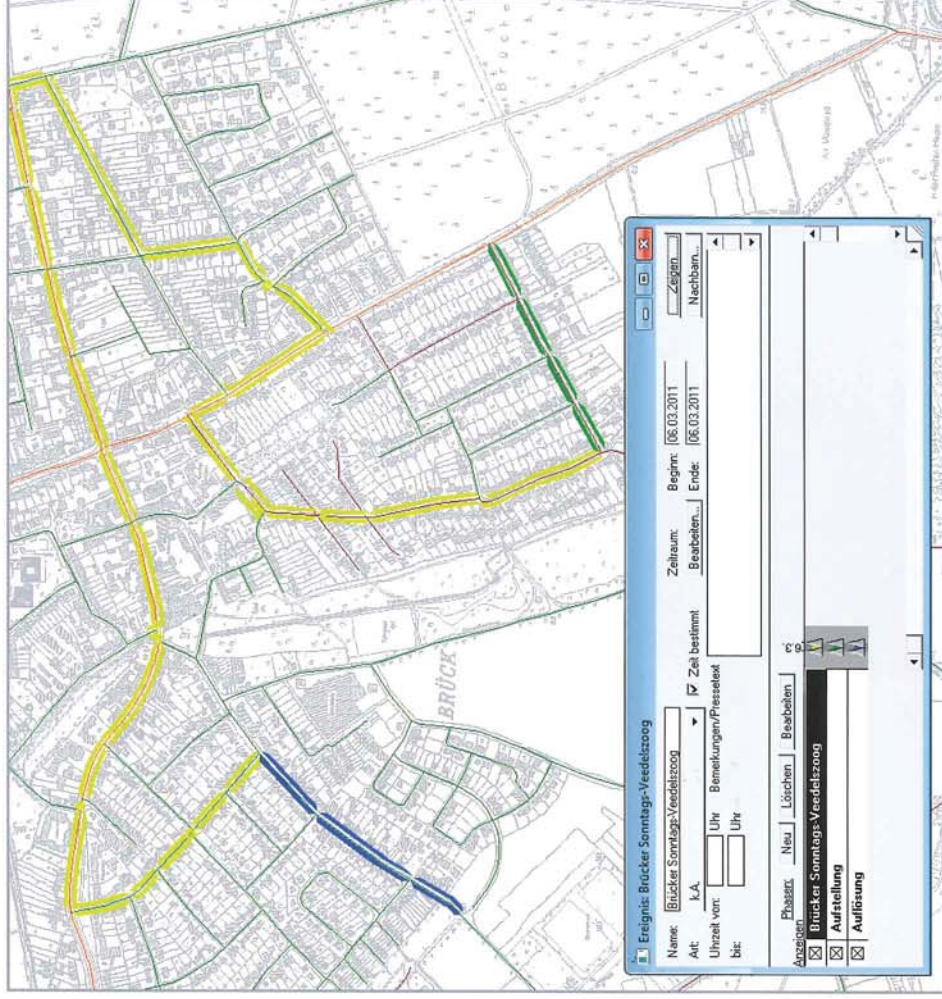 BRÜCK
Ereignis: Brücker Sonntags-Veedelszoog
Name: Brücker Sonntags-Veedelszoog Zeitraum: Beginn: 06.03.2011 Zeigen
Art: k.A. Zeit bestimmt Bearbeiten... Ende: 06.03.2011 Nachbarn...
Uhrzeit von: Uhr Bemerkungen/Pressetext
bis: Uhr
Phasen: Neu Löschen Bearbeiten
Anzeigen 6.3.
Brücker Sonntags-Veedelszoog
Aufstellung
Auflösung